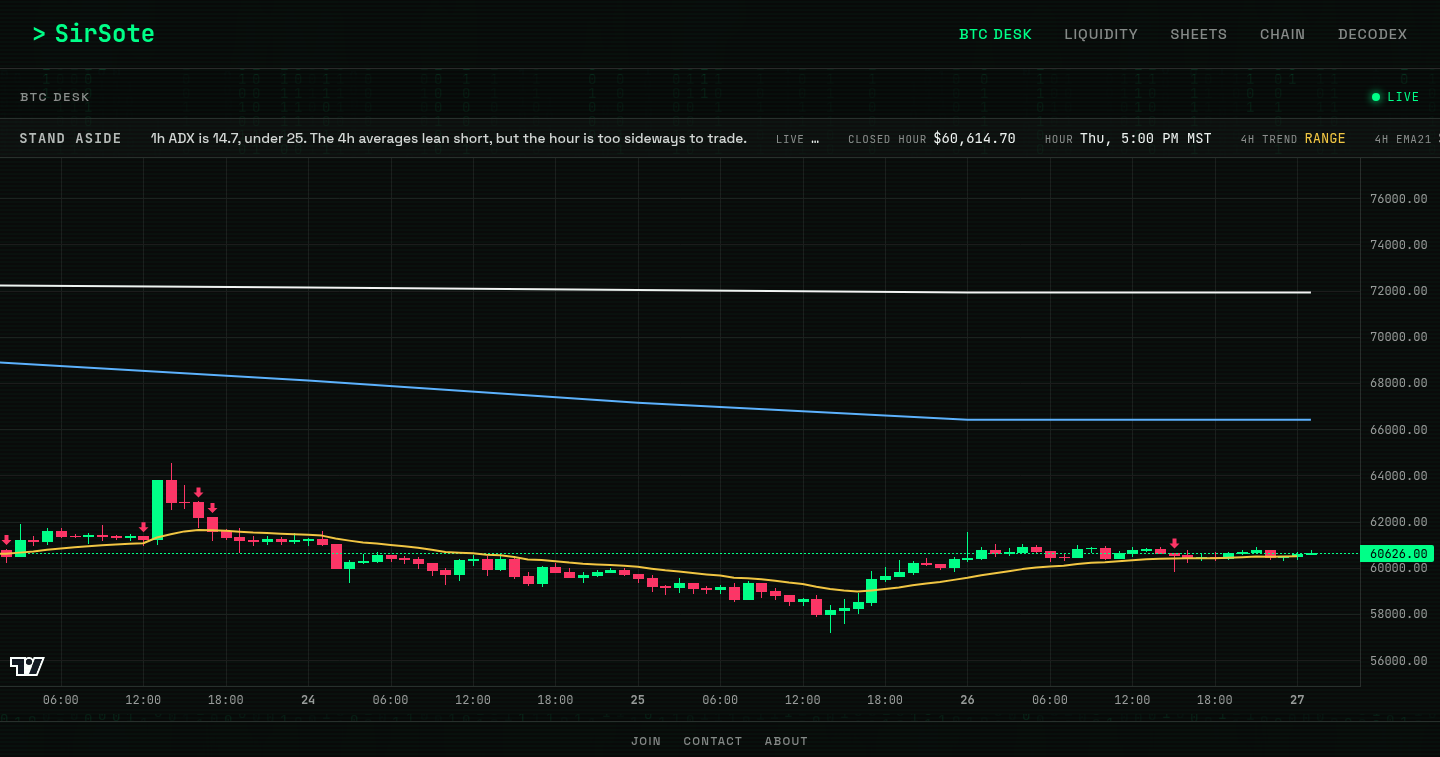 > SirSote
BTC DESK LIQUIDITY SHEETS CHAIN DECODEX
BTC DESK
LIVE
STAND ASIDE 1h ADX is 14.7, under 25. The 4h averages lean short, but the hour is too sideways to trade. LIVE … CLOSED HOUR $60,614.70 HOUR Thu, 5:00 PM MST 4H TREND RANGE 4H EMA21
76000.00
74000.00
72000.00
70000.00
68000.00
66000.00
64000.00
62000.00
60626.00
60000.00
58000.00
56000.00
06:00 12:00 18:00 24 06:00 12:00 18:00 25 06:00 12:00 18:00 26 06:00 12:00 18:00 27
JOIN CONTACT ABOUT